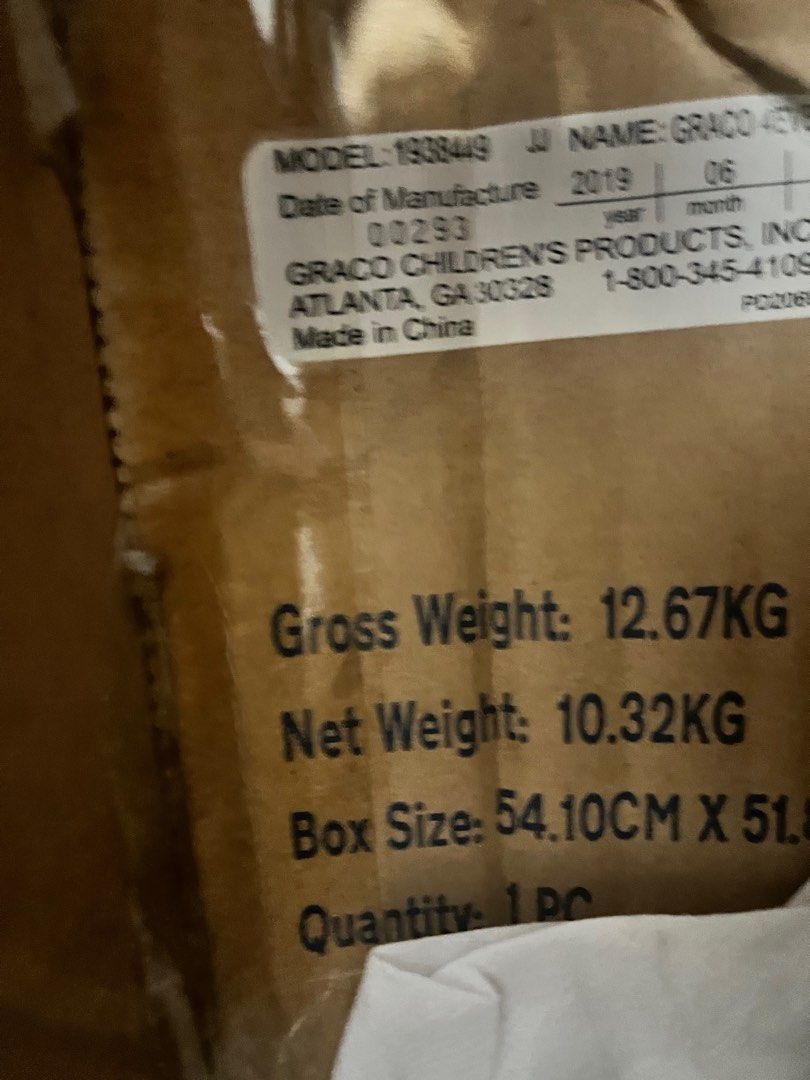 MODEL: 1938449 JJ NAME: GRACO
Date of Manufacture 2019 06
year month
00293
GRACO CHILDREN'S PRODUCTS, INC
ATLANTA, GA 30328 1-800-345-4109
Made in China
Gross Weight: 12.67KG
Net Weight: 10.32KG
Box Size: 54.10CM X 51.
Quantity: 1 PC